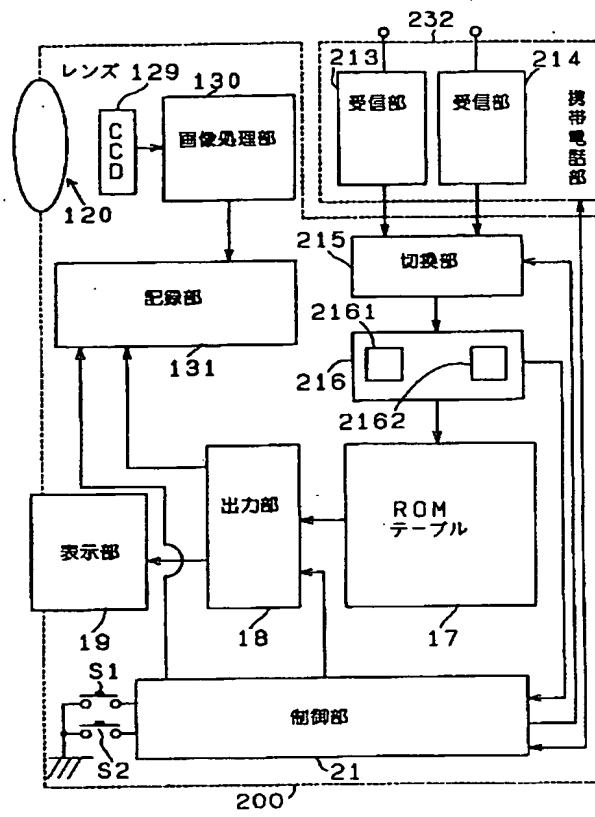 232
レンズ
129
130
213
214
CCD
画像処理部
受信部
受信部
携帯電話部
120
215
切換部
記録部
131
2161
216
2162
出力部
ROM
テーブル
表示部
19
18
17
S1
S2
制御部
21
200